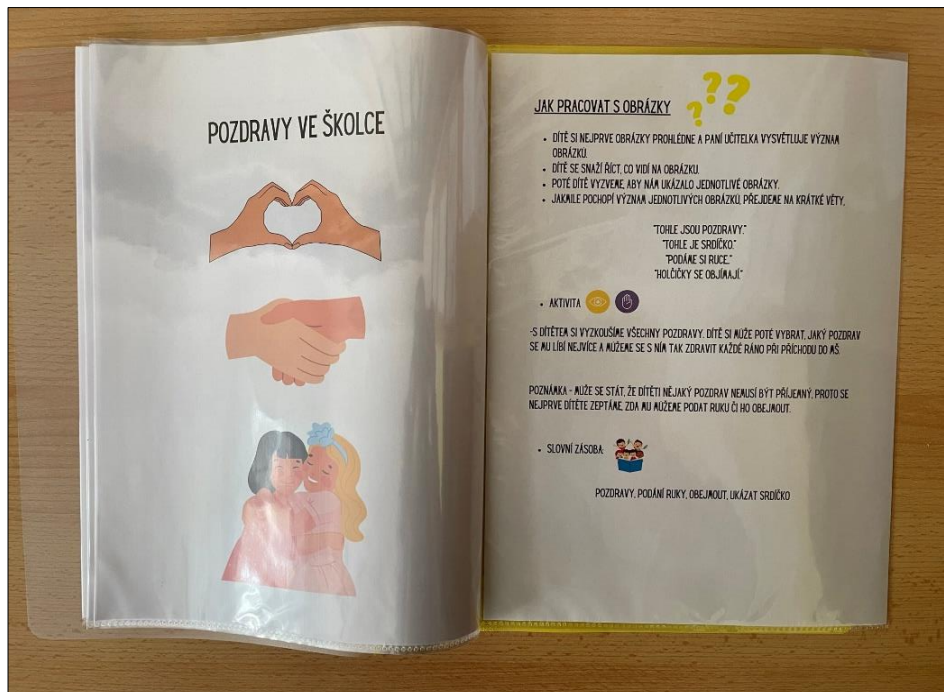 POZDRAVY VE ŠKOLCE
JAK PRACOVAT S OBRÁZKY
???
• DÍTĚ SI NEJPRVE OBRÁZKY PROHLÉDNE A PANÍ UČITELKA VYSVĚTLUJE VÝZNAM
OBRÁZKŮ.
• DÍTĚ SE SNAŽÍ ŘÍCT, CO VIDÍ NA OBRÁZKU.
• POTÉ DÍTĚ VYZVEME, ABY NÁM UKÁZALO JEDNOTLIVÉ OBRÁZKY.
• JAKMILE POCHOPÍ VÝZNAM JEDNOTLIVÝCH OBRÁZKŮ, PŘEJDEME NA KRÁTKÉ VĚTY.
"TOHLE JSOU POZDRAVY."
"TOHLE JE SRDÍČKO."
"PODÁME SI RUCE."
"HOLČIČKY SE OBJÍMAJÍ."
• AKTIVITA
-S DÍTĚTEM SI VYZKOUŠÍME VŠECHNY POZDRAVY. DÍTĚ SI MŮŽE POTÉ VYBRAT, JAKÝ POZDRAV
SE MU LÍBÍ NEJVÍCE A MŮŽEME SE S NÍM TAK ZDRAVIT KAŽDÉ RÁNO PŘI PŘÍCHODU DO MŠ.
POZNÁMKA - MŮŽE SE STÁT, ŽE DÍTĚTI NĚJAKÝ POZDRAV NEMUSÍ BÝT PŘÍJEMNÝ, PROTO SE
NEJPRVE DÍTĚTE ZEPTÁME, ZDA MU MŮŽEME PODAT RUKU ČI HO OBEJMOUT.
• SLOVNÍ ZÁSOBA:
POZDRAVY, PODÁNÍ RUKY, OBEJMOUT, UKÁZAT SRDÍČKO